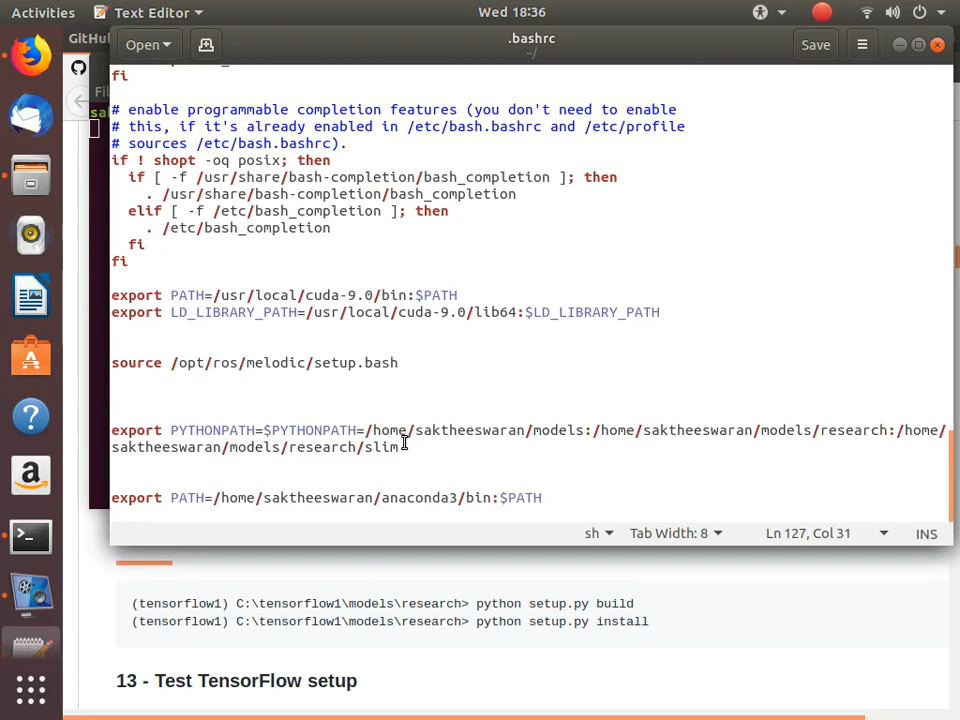 Activities Text Editor Wed 18:36
GitHu
Open .bashrc Save
~/
Fil
sa
fi
# enable programmable completion features (you don't need to enable
# this, if it's already enabled in /etc/bash.bashrc and /etc/profile
# sources /etc/bash.bashrc).
if ! shopt -oq posix; then
if [ -f /usr/share/bash-completion/bash_completion ]; then
. /usr/share/bash-completion/bash_completion
elif [ -f /etc/bash_completion ]; then
. /etc/bash_completion
fi
fi
export PATH=/usr/local/cuda-9.0/bin:$PATH
export LD_LIBRARY_PATH=/usr/local/cuda-9.0/lib64:$LD_LIBRARY_PATH
source /opt/ros/melodic/setup.bash
export PYTHONPATH=$PYTHONPATH=/home/saktheeswaran/models:/home/saktheeswaran/models/research:/home/
saktheeswaran/models/research/slim
export PATH=/home/saktheeswaran/anaconda3/bin:$PATH
sh Tab Width: 8 Ln 127, Col 31 INS
(tensorflow1) C:\tensorflow1\models\research> python setup.py build
(tensorflow1) C:\tensorflow1\models\research> python setup.py install
13 - Test TensorFlow setup